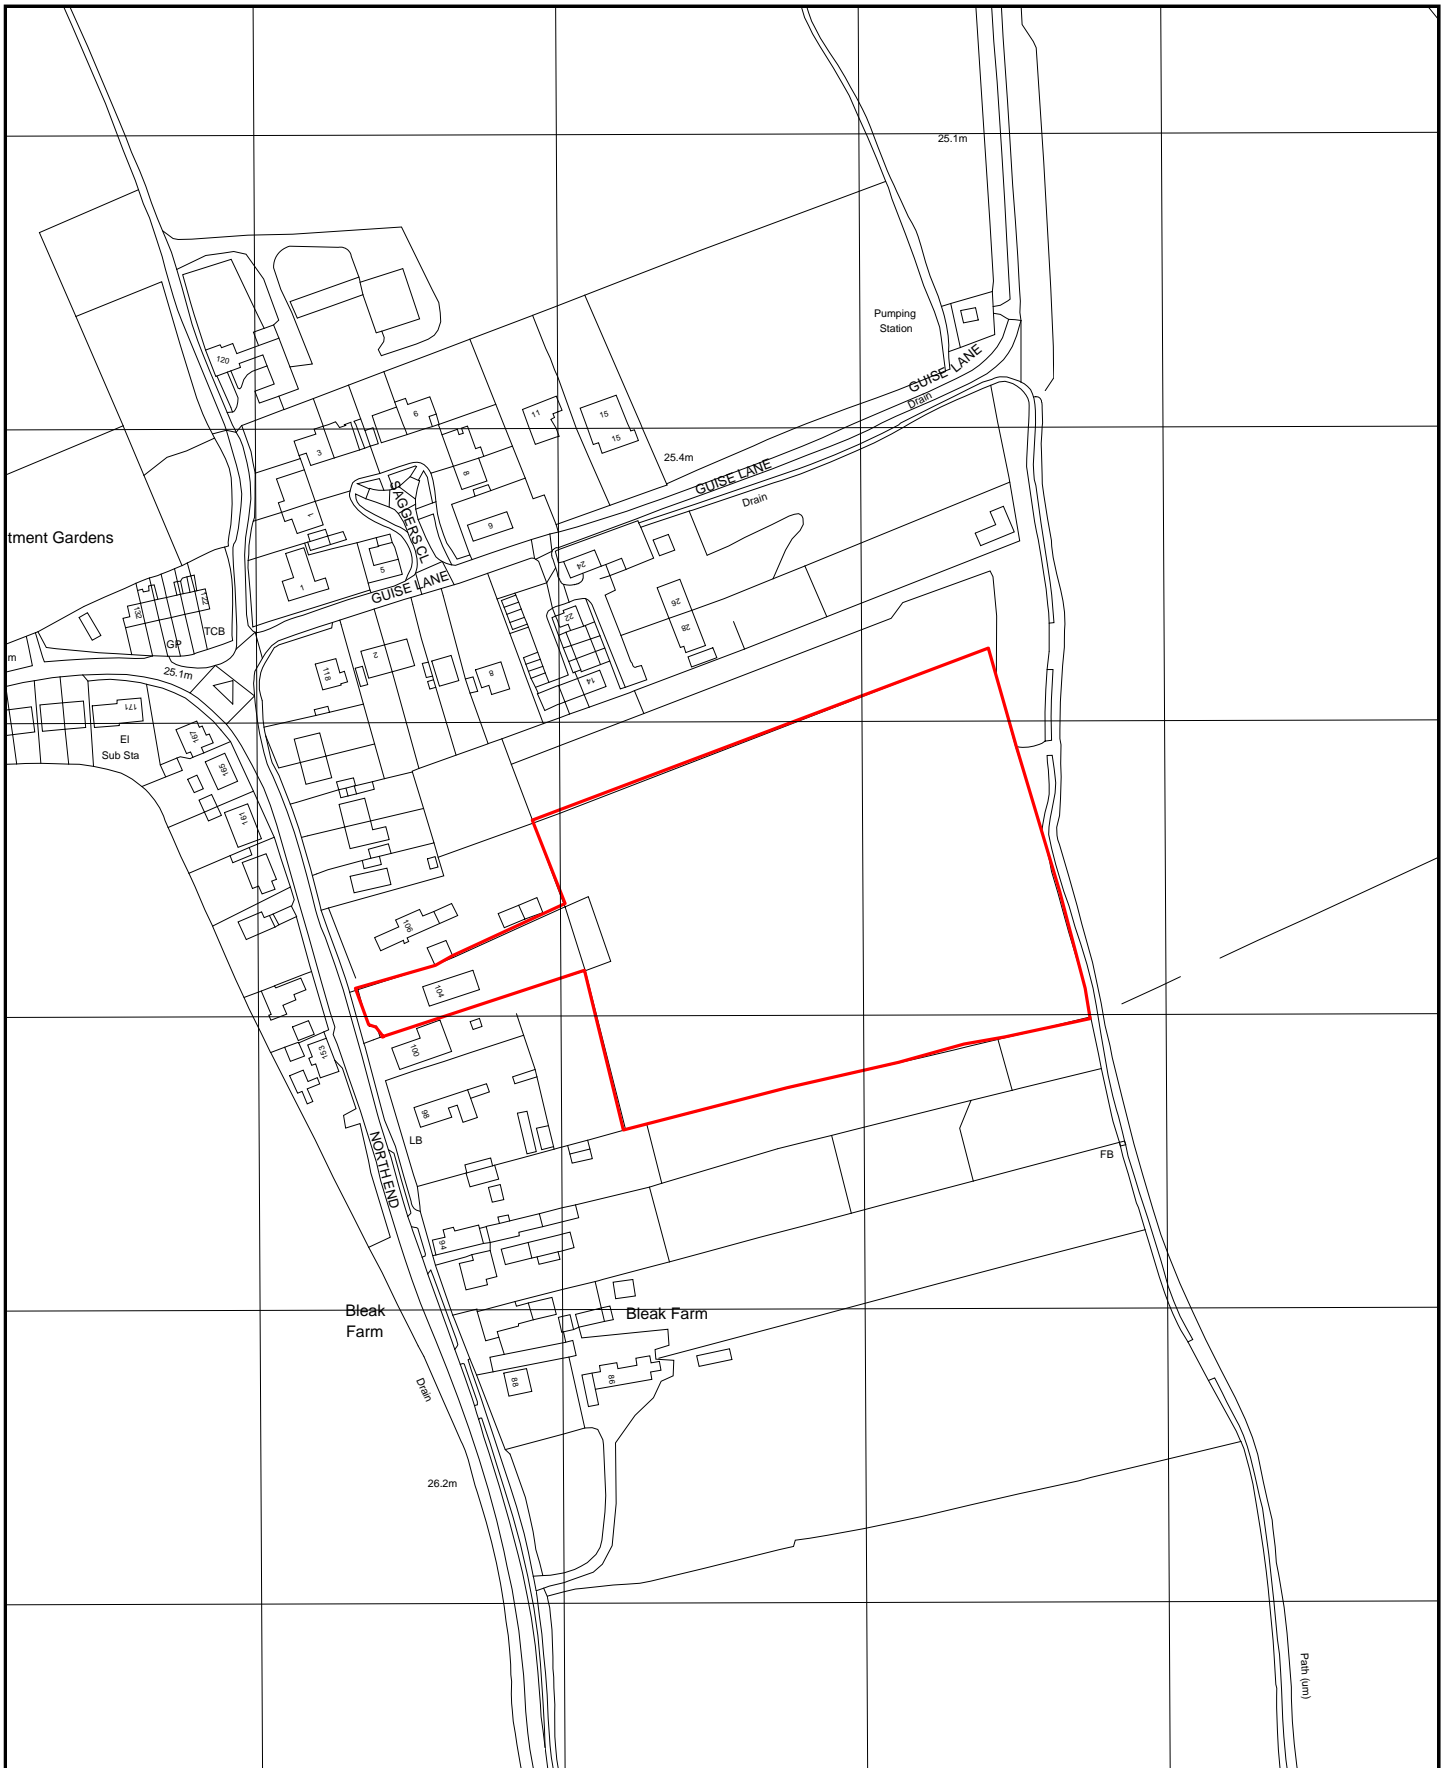 25.1m
Pumping
Station
GUISE LANE
Drain
120
6
11
15
15
3
25.4m
8
GUISE LANE
SAGGERS CL
Drain
1
9
tment Gardens
24
5
1
GUISE LANE
26
132
122
22
28
TCB
GP
m
2
118
25.1m
8
14
171
El
Sub Sta
167
165
161
106
104
100
153
98
LB
NORTH END
FB
94
Bleak
Farm
Bleak Farm
88
86
Drain
26.2m
Path (um)